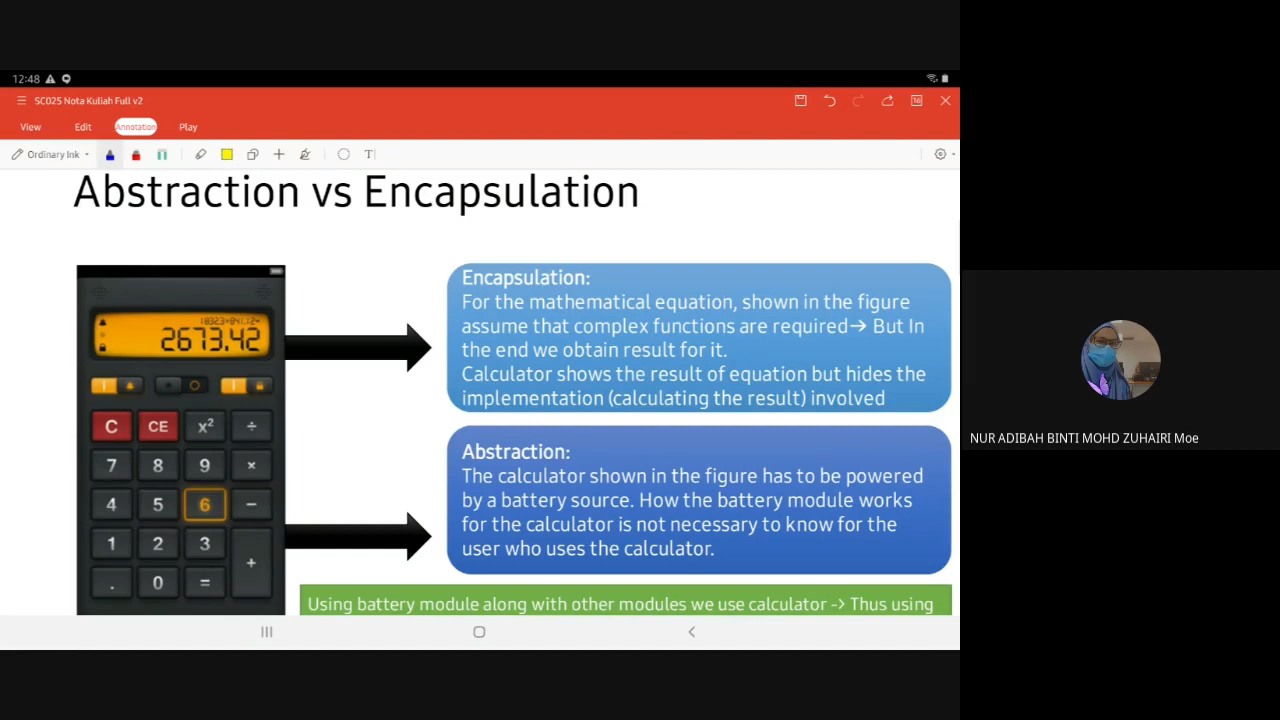 12:48
SC025 Nota Kuliah Full v2
16
View Edit Annotation Play
Ordinary Ink
T
Abstraction vs Encapsulation
2673.42
C CE x² ÷
7 8 9 ×
4 5 6 −
1 2 3
+
. 0 =
Encapsulation:
For the mathematical equation, shown in the figure
assume that complex functions are required→ But In
the end we obtain result for it.
Calculator shows the result of equation but hides the
implementation (calculating the result) involved
Abstraction:
The calculator shown in the figure has to be powered
by a battery source. How the battery module works
for the calculator is not necessary to know for the
user who uses the calculator.
Using battery module along with other modules we use calculator -> Thus using
NUR ADIBAH BINTI MOHD ZUHAIRI Moe